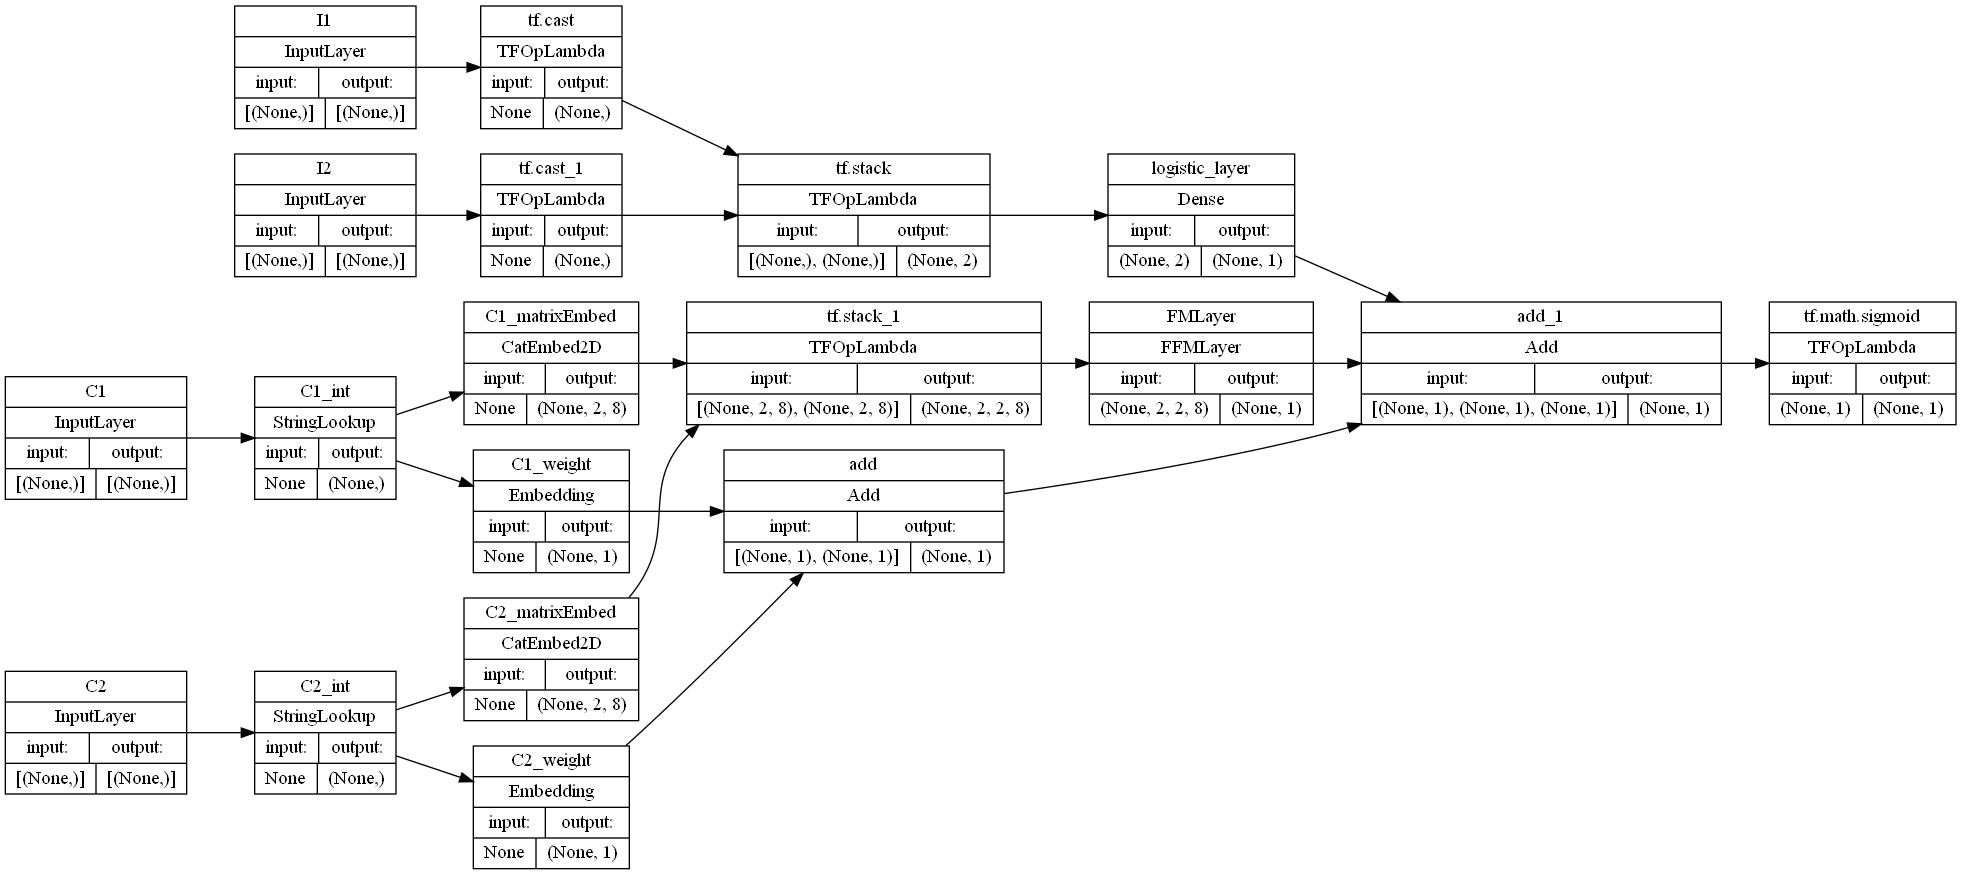 I1
InputLayer
input: output:
[(None,)] [(None,)]
tf.cast
TFOpLambda
input: output:
None (None,)
I2
InputLayer
input: output:
[(None,)] [(None,)]
tf.cast_1
TFOpLambda
input: output:
None (None,)
tf.stack
TFOpLambda
input: output:
[(None,), (None,)] (None, 2)
logistic_layer
Dense
input: output:
(None, 2) (None, 1)
C1
InputLayer
input: output:
[(None,)] [(None,)]
C1_int
StringLookup
input: output:
None (None,)
C1_matrixEmbed
CatEmbed2D
input: output:
None (None, 2, 8)
tf.stack_1
TFOpLambda
input: output:
[(None, 2, 8), (None, 2, 8)] (None, 2, 2, 8)
FMLayer
FFMLayer
input: output:
(None, 2, 2, 8) (None, 1)
add_1
Add
input: output:
[(None, 1), (None, 1), (None, 1)] (None, 1)
tf.math.sigmoid
TFOpLambda
input: output:
(None, 1) (None, 1)
C1_weight
Embedding
input: output:
None (None, 1)
add
Add
input: output:
[(None, 1), (None, 1)] (None, 1)
C2
InputLayer
input: output:
[(None,)] [(None,)]
C2_int
StringLookup
input: output:
None (None,)
C2_matrixEmbed
CatEmbed2D
input: output:
None (None, 2, 8)
C2_weight
Embedding
input: output:
None (None, 1)